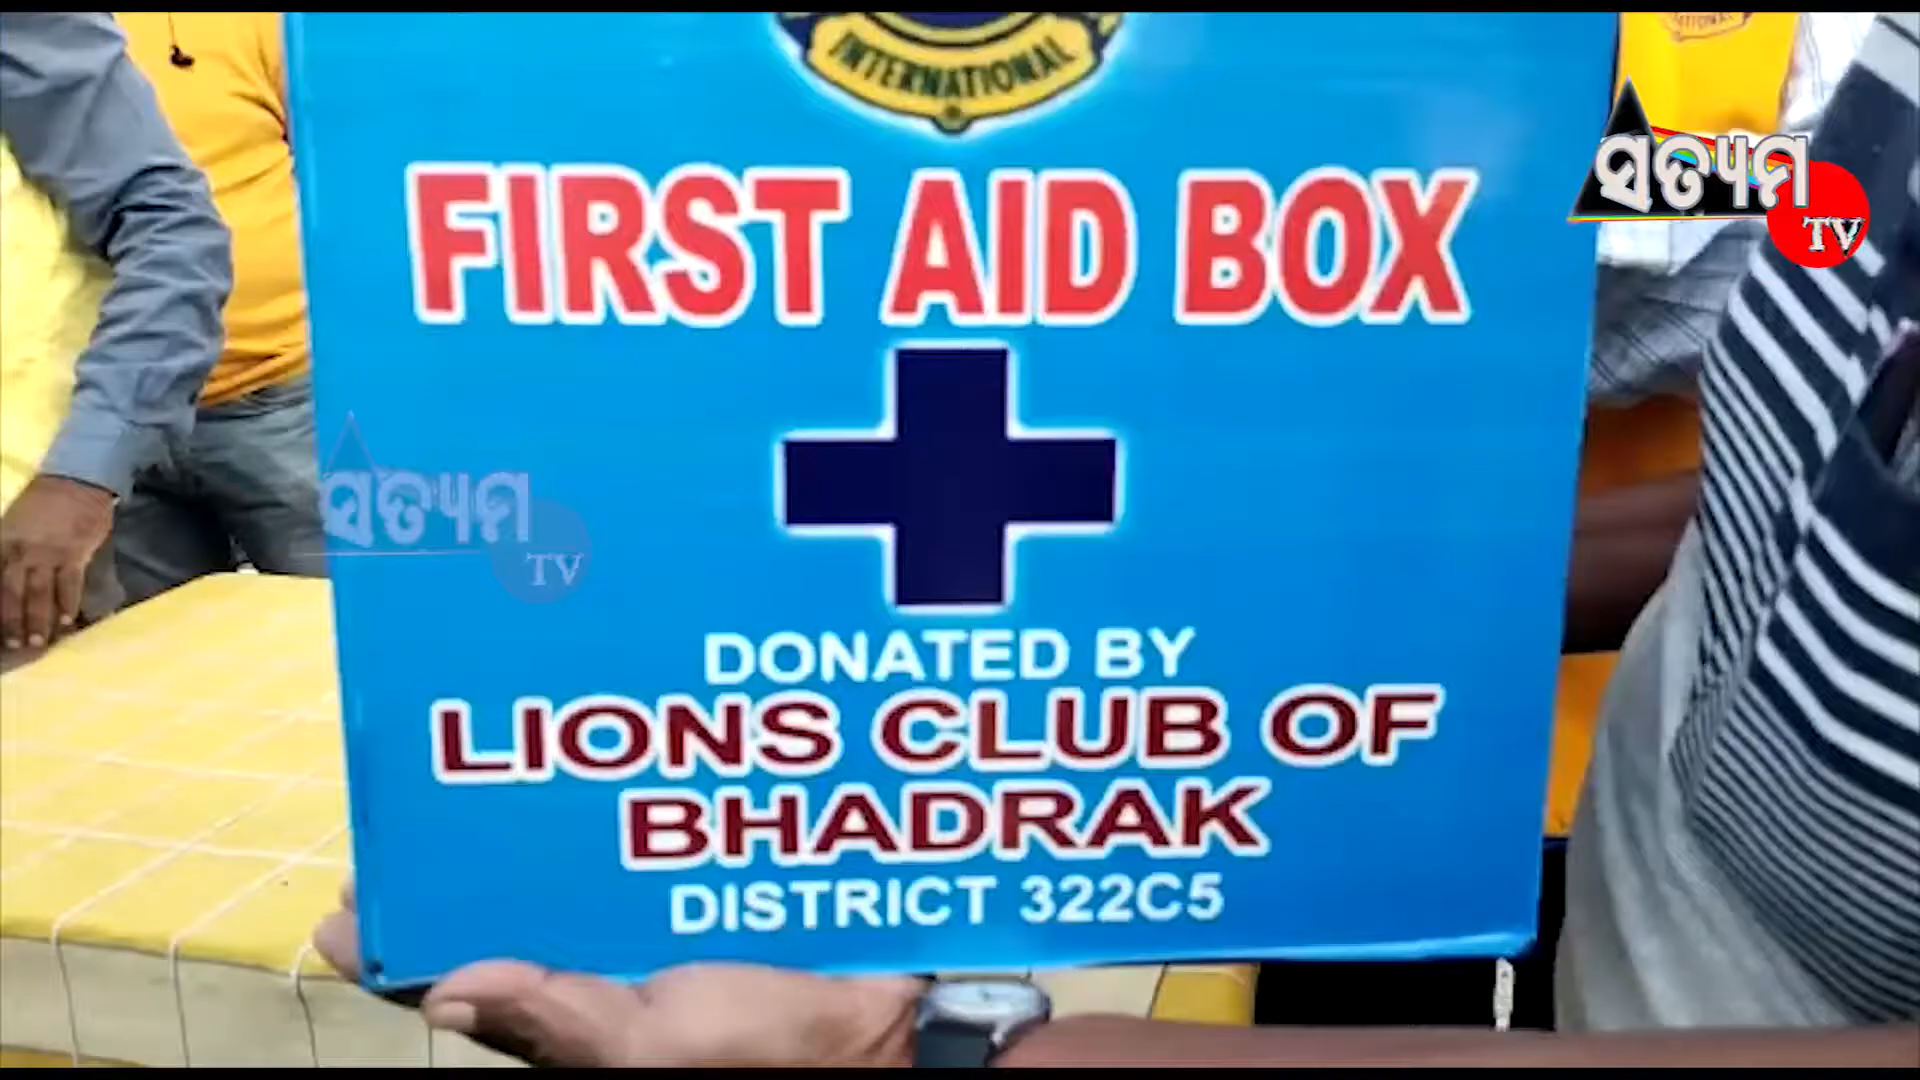 INTERNATIONAL
FIRST AID BOX
DONATED BY
LIONS CLUB OF
BHADRAK
DISTRICT 322C5
ସତ୍ୟମ
TV
ସତ୍ୟମ
TV